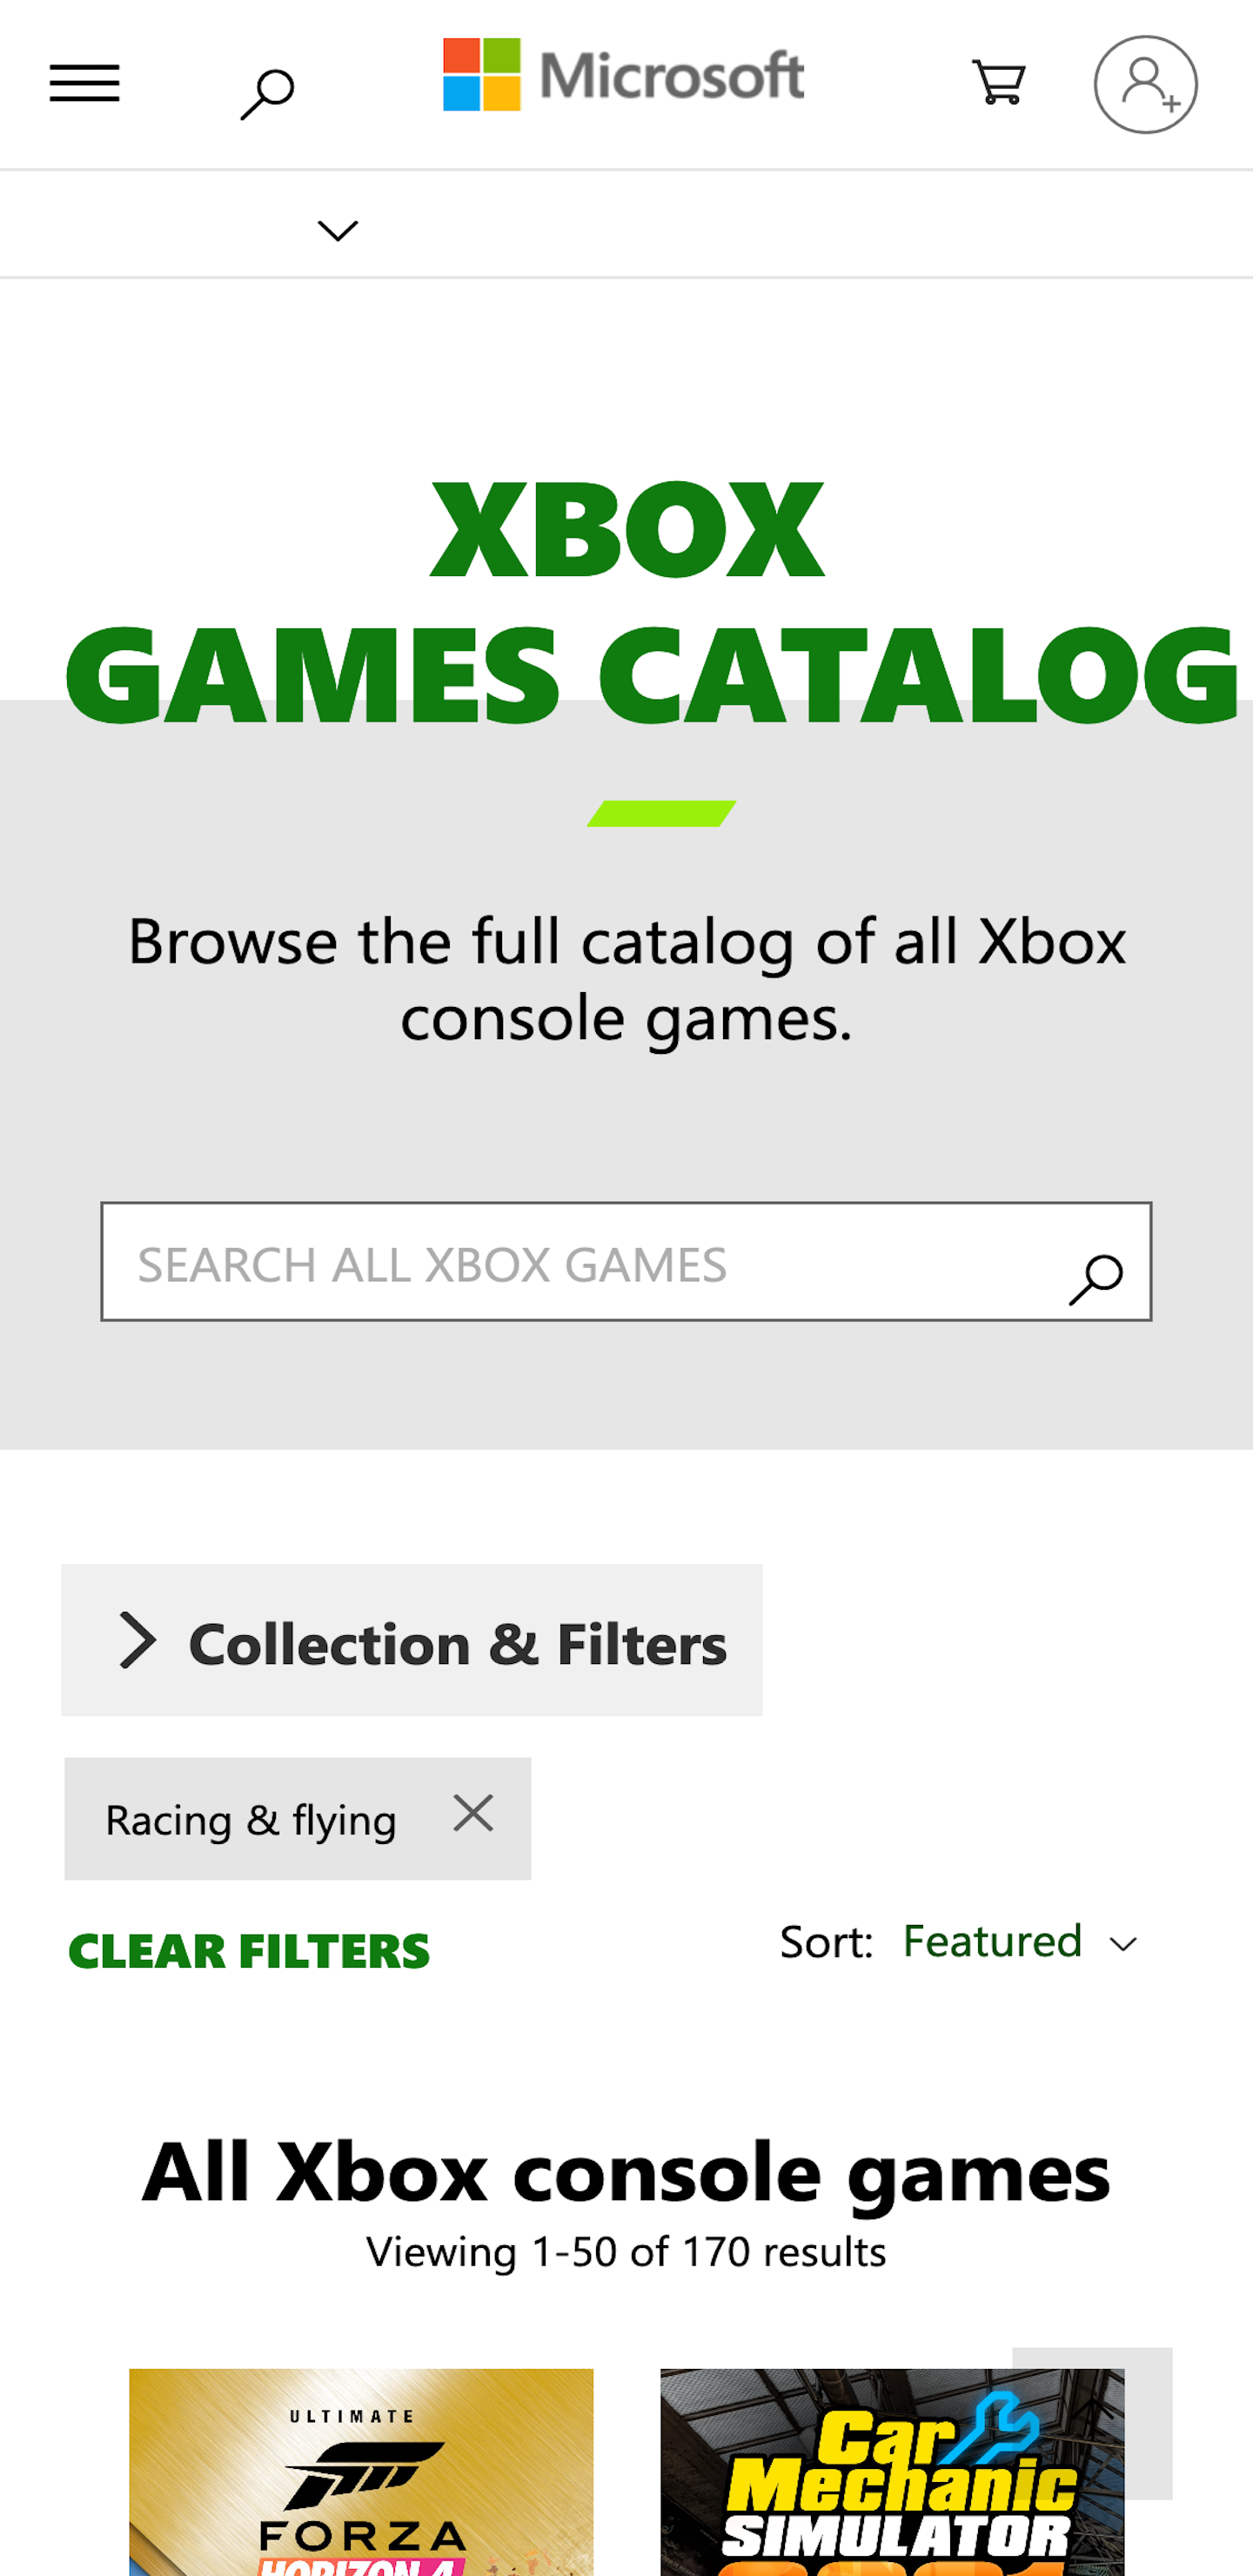 Microsoft
XBOX
GAMES CATALOG
Browse the full catalog of all Xbox
console games.
SEARCH ALL XBOX GAMES
Collection & Filters
Racing & flying
CLEAR FILTERS
Sort: Featured
All Xbox console games
Viewing 1-50 of 170 results
ULTIMATE
FORZA
HORIZON 4
Car
Mechanic
SIMULATOR